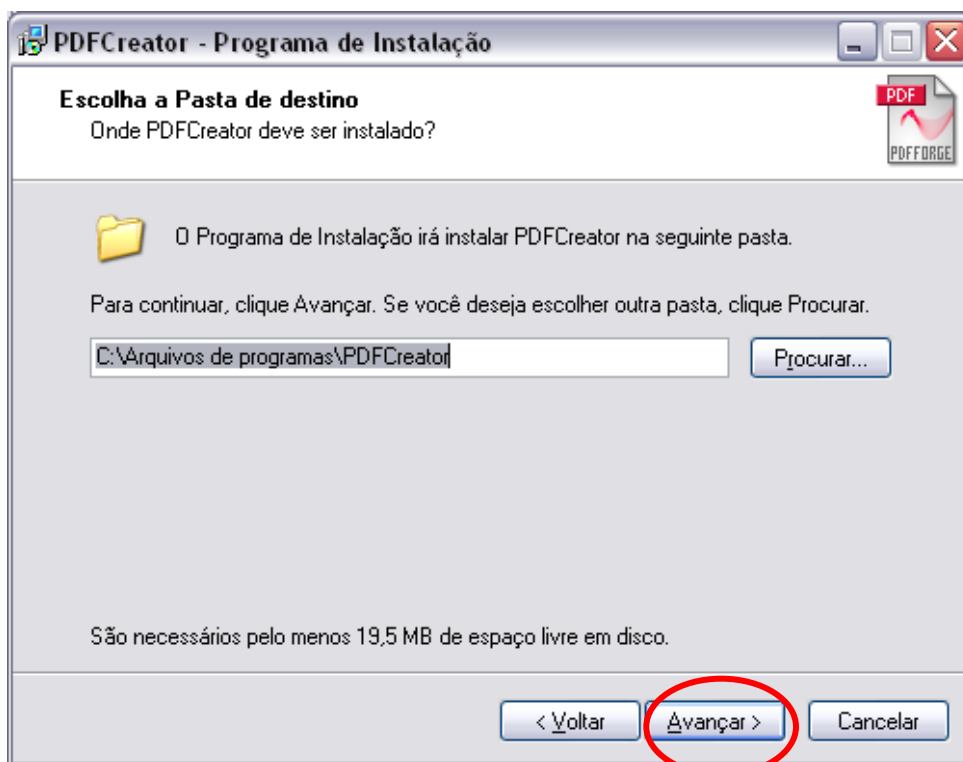 PDFCreator - Programa de Instalação
Escolha a Pasta de destino
Onde PDFCreator deve ser instalado?
PDF
PDFFORGE
O Programa de Instalação irá instalar PDFCreator na seguinte pasta.
Para continuar, clique Avançar. Se você deseja escolher outra pasta, clique Procurar.
C:\Arquivos de programas\PDFCreator
Procurar...
São necessários pelo menos 19,5 MB de espaço livre em disco.
< Voltar
Avançar >
Cancelar